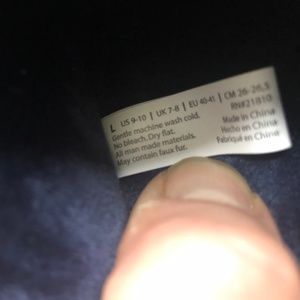 L US 9-10 | UK 7-8 | EU 40-41 | CM 26-26,5
Gentle machine wash cold. RN#21810
No bleach. Dry flat. Made in China
All man made materials. Hecho en China
May contain faux fur. Fabriqué en China